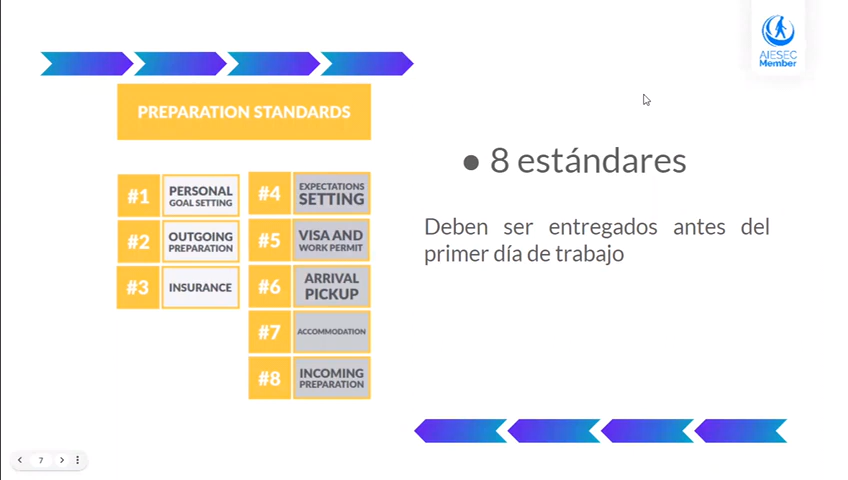 AIESEC
Member
PREPARATION STANDARDS
#1
PERSONAL
GOAL SETTING
#2
OUTGOING
PREPARATION
#3
INSURANCE
#4
EXPECTATIONS
SETTING
#5
VISA AND
WORK PERMIT
#6
ARRIVAL
PICKUP
#7
ACCOMMODATION
#8
INCOMING
PREPARATION
● 8 estándares
Deben ser entregados antes del
primer día de trabajo
7